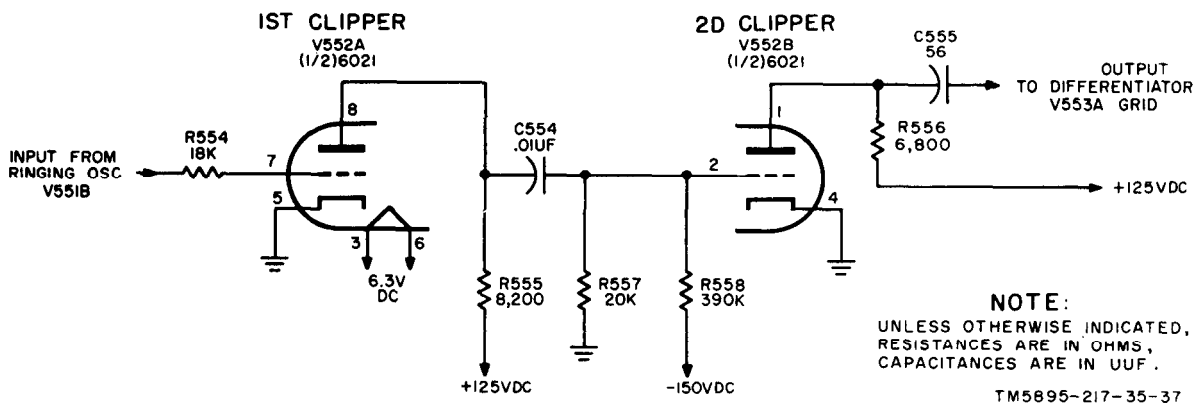 1ST CLIPPER
V552A
(1/2)6021
2D CLIPPER
V552B
(1/2)6021
C555
56
OUTPUT
TO DIFFERENTIATOR
V553A GRID
8
1
R554
18K
C554
.01UF
R556
6,800
INPUT FROM
RINGING OSC
V551B
7
2
5
4
+125VDC
3
6
6.3V
DC
R555
8,200
R557
20K
R558
390K
+125VDC
-150VDC
NOTE:
UNLESS OTHERWISE INDICATED,
RESISTANCES ARE IN OHMS,
CAPACITANCES ARE IN UUF.
TM5895-217-35-37